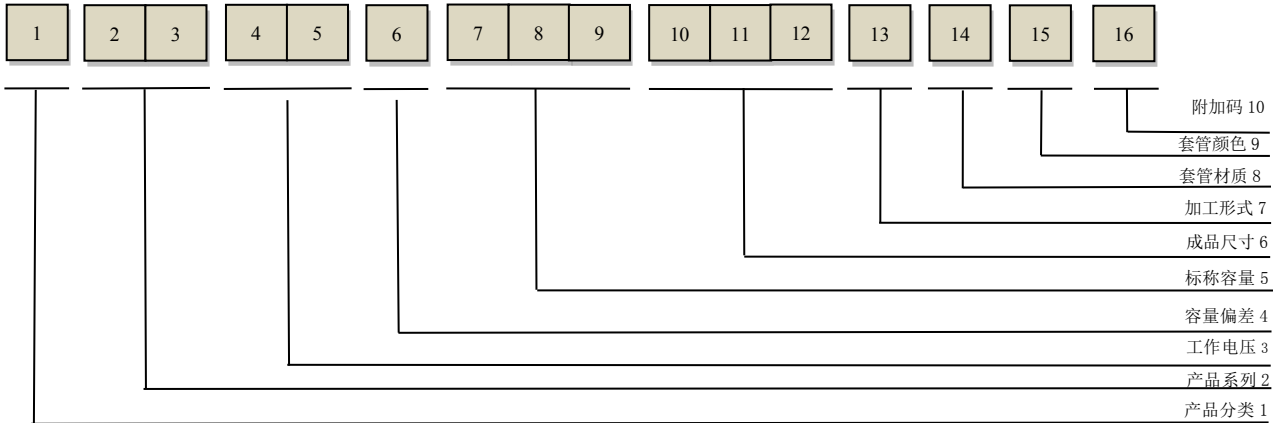 1 2 3 4 5 6 7 8 9 10 11 12 13 14 15 16
附加码 10
套管颜色 9
套管材质 8
加工形式 7
成品尺寸 6
标称容量 5
容量偏差 4
工作电压 3
产品系列 2
产品分类 1